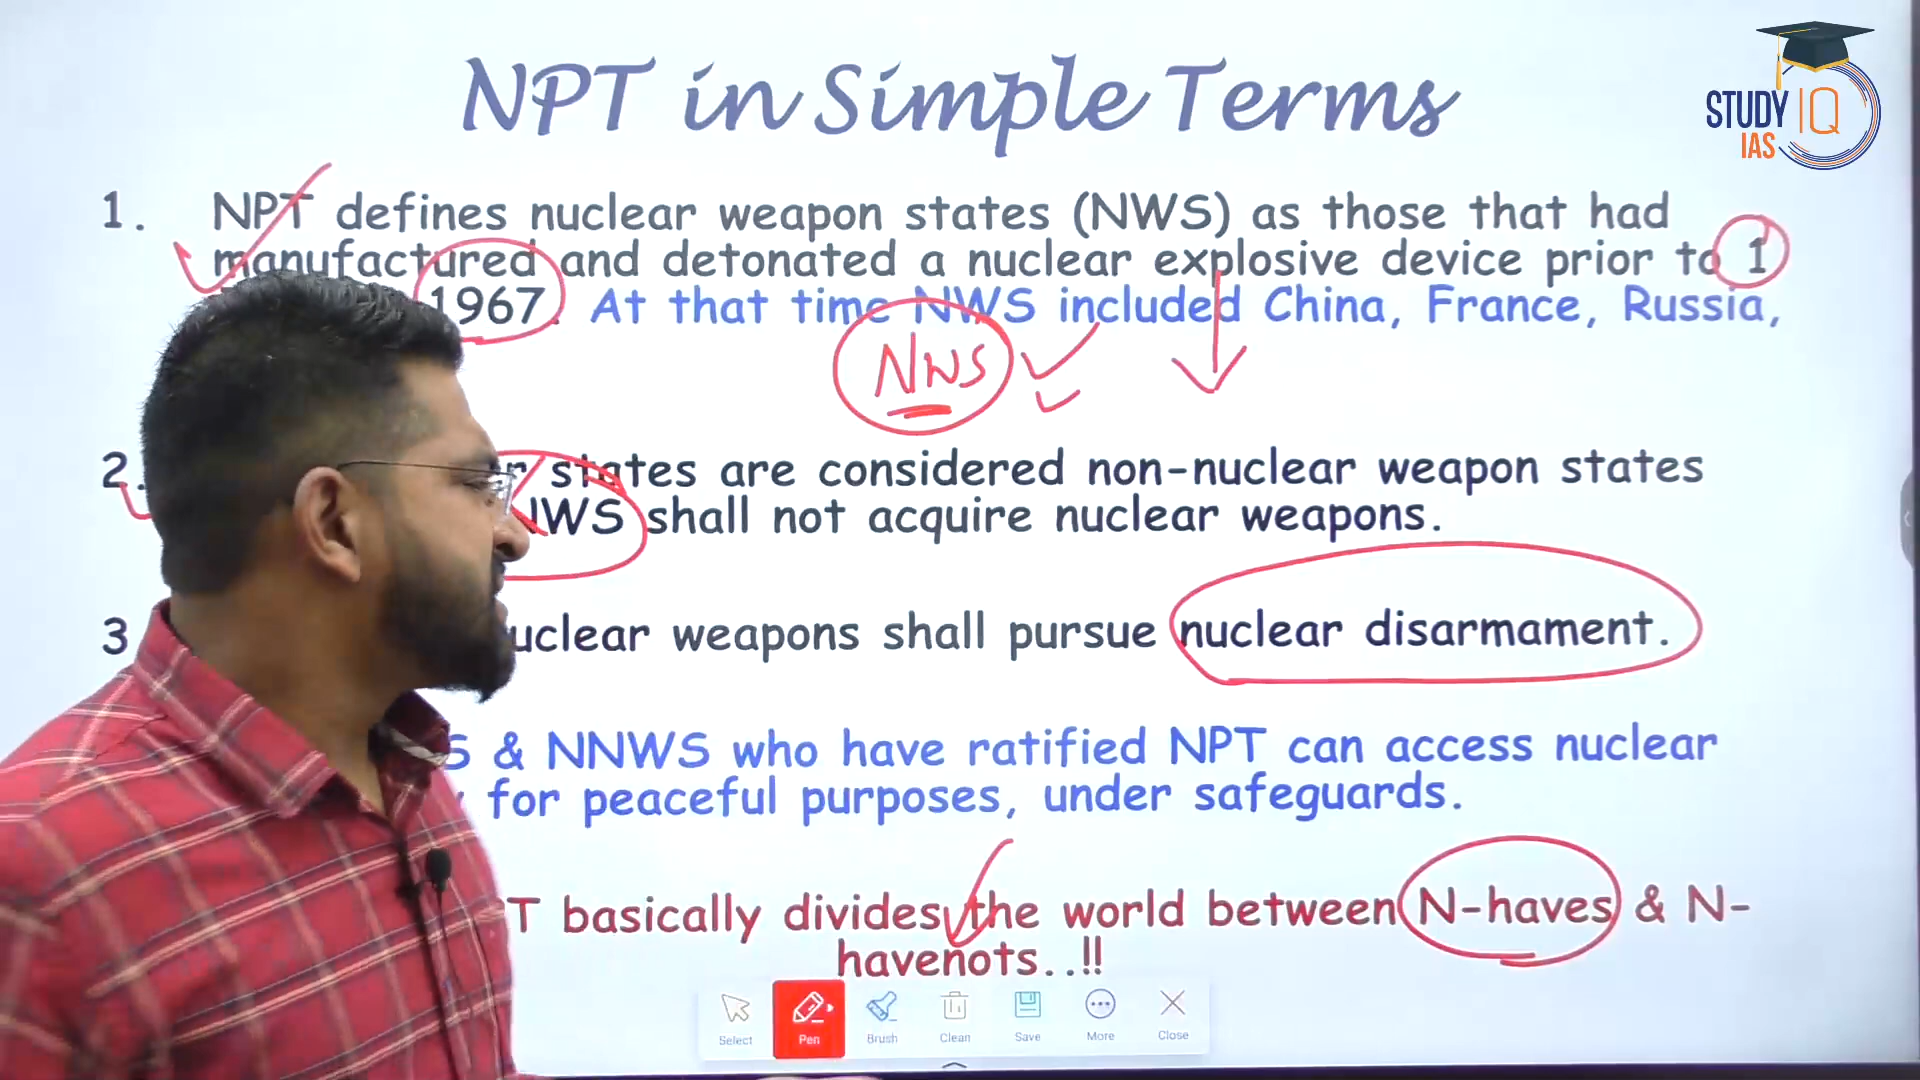 NPT in Simple Terms
STUDY IQ
IAS
1. NPT defines nuclear weapon states (NWS) as those that had
manufactured and detonated a nuclear explosive device prior to 1
1967. At that time NWS included China, France, Russia,
NWS
2. states are considered non-nuclear weapon states
shall not acquire nuclear weapons.
3 weapons shall pursue nuclear disarmament.
& NNWS who have ratified NPT can access nuclear
for peaceful purposes, under safeguards.
basically divides the world between N-haves & N-
havenots..!!
Select Pen Brush Clean Save More Close